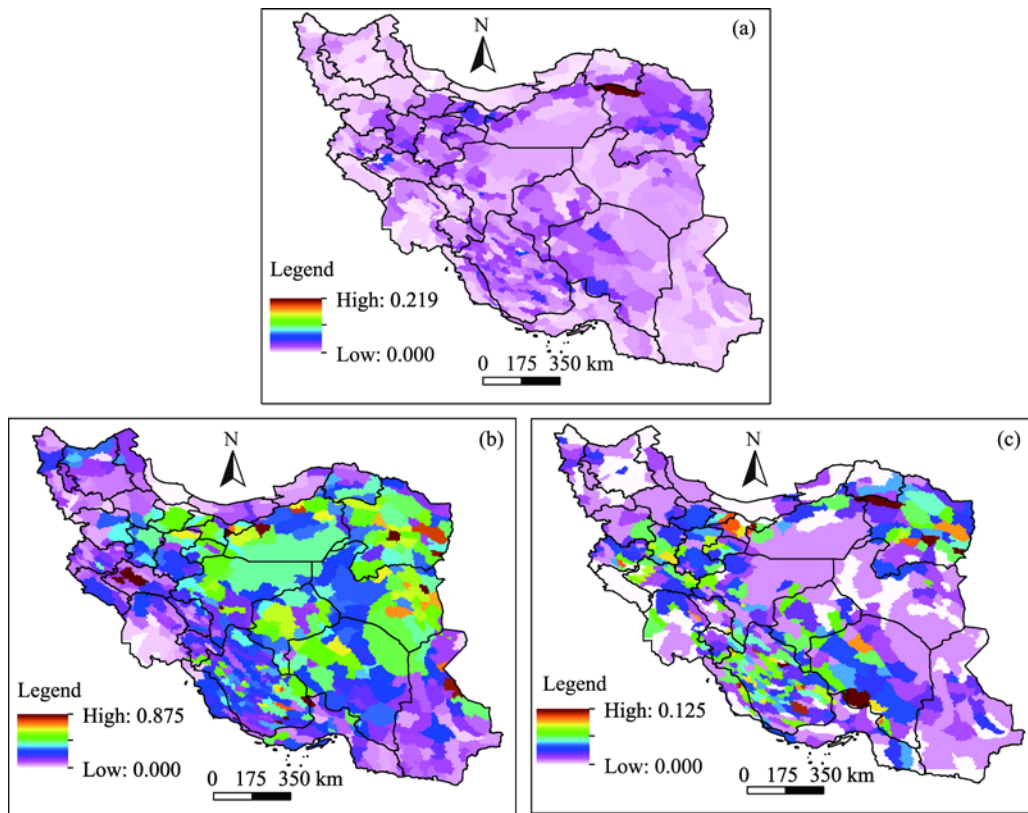 (a)
N
Legend
High: 0.219
Low: 0.000
0 175 350 km
(b)
N
Legend
High: 0.875
Low: 0.000
0 175 350 km
(c)
N
Legend
High: 0.125
Low: 0.000
0 175 350 km